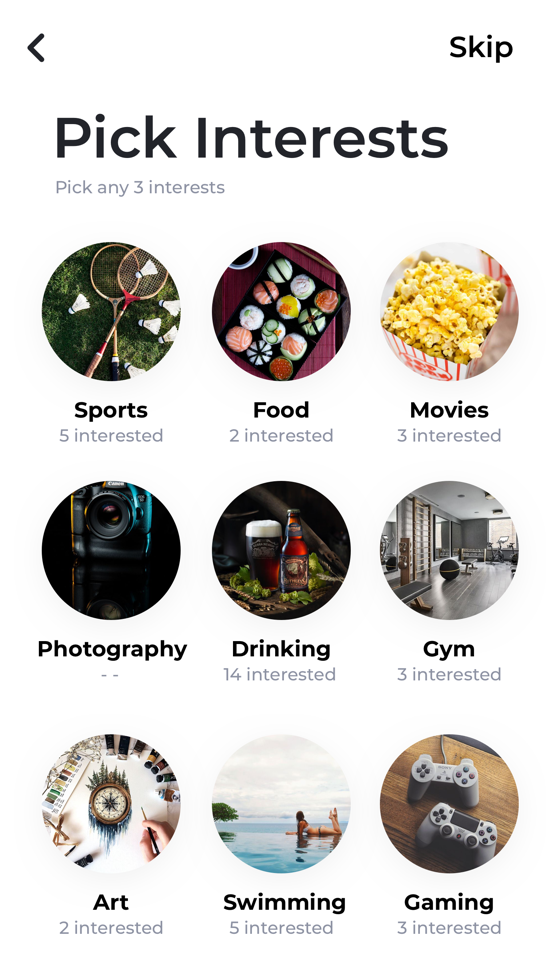 Skip
Pick Interests
Pick any 3 interests
Sports
Food
Movies
5 interested
2 interested
3 interested
Canon
Photography
Drinking
Gym
- -
14 interested
3 interested
Art
Swimming
Gaming
2 interested
5 interested
3 interested